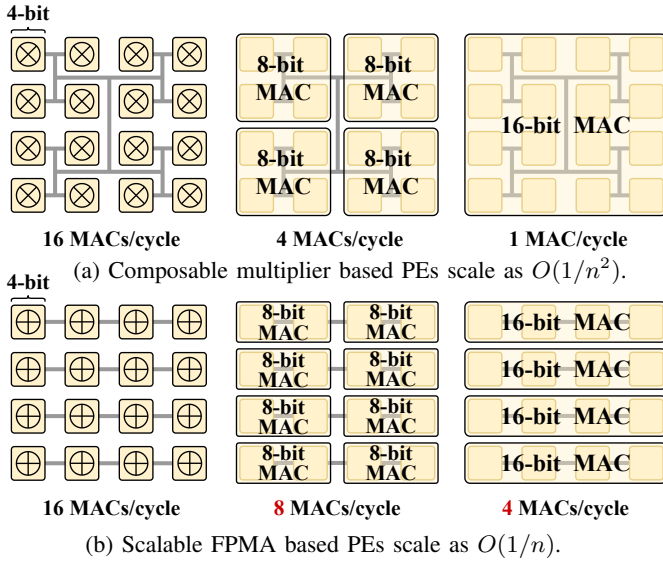 4-bit
8-bit 8-bit
MAC MAC
8-bit 8-bit
MAC MAC
16-bit MAC
16 MACs/cycle 4 MACs/cycle 1 MAC/cycle
(a) Composable multiplier based PEs scale as O(1/n²).
4-bit
8-bit 8-bit
MAC MAC
8-bit 8-bit
MAC MAC
8-bit 8-bit
MAC MAC
8-bit 8-bit
MAC MAC
16-bit MAC
16-bit MAC
16-bit MAC
16-bit MAC
16 MACs/cycle 8 MACs/cycle 4 MACs/cycle
(b) Scalable FPMA based PEs scale as O(1/n).